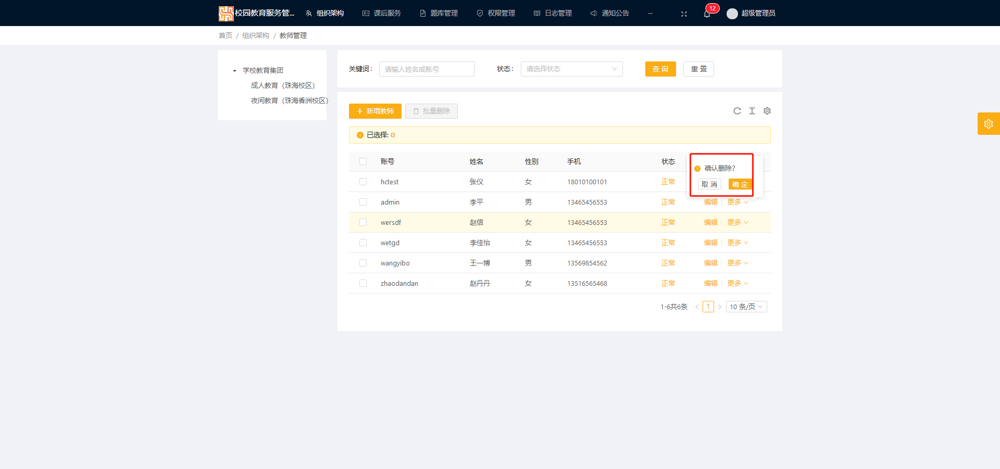 校园教育服务管... 组织架构 课后服务 题库管理 权限管理 日志管理 通知公告 ... 12 超级管理员
首页 / 组织架构 / 教师管理
学校教育集团
成人教育（珠海校区）
夜间教育（珠海香洲校区）
关键词： 请输入姓名或账号 状态： 请选择状态 查 询 重 置
新增教师 批量删除
已选择: 0
账号 姓名 性别 手机 状态
确认删除？
取 消 确 定
hctest 张仪 女 18010100101 正常
admin 李平 男 13465456553 正常 编辑 更多
wersdf 赵信 女 13465456553 正常 编辑 更多
wetgd 李佳怡 女 13465456553 正常 编辑 更多
wangyibo 王一博 男 13569854562 正常 编辑 更多
zhaodandan 赵丹丹 女 13516565468 正常 编辑 更多
1-6共6条 < 1 > 10 条/页